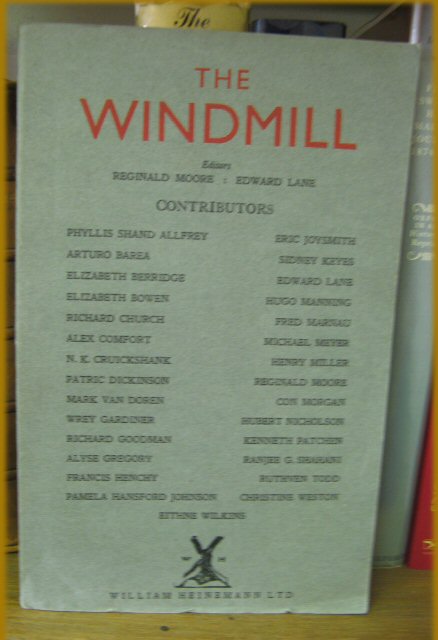 The
THE
WINDMILL
Editors
REGINALD MOORE : EDWARD LANE
CONTRIBUTORS
PHYLLIS SHAND ALLFREY
ARTURO BAREA
ELIZABETH BERRIDGE
ELIZABETH BOWEN
RICHARD CHURCH
ALEX COMFORT
N. K. CRUICKSHANK
PATRIC DICKINSON
MARK VAN DOREN
WREY GARDINER
RICHARD GOODMAN
ALYSE GREGORY
FRANCIS HENCHY
PAMELA HANSFORD JOHNSON
ERIC JOYSMITH
SIDNEY KEYES
EDWARD LANE
HUGO MANNING
FRED MARNAU
MICHAEL MEYER
HENRY MILLER
REGINALD MOORE
CON MORGAN
HUBERT NICHOLSON
KENNETH PATCHEN
RANJEE G. SHAHANI
RUTHVEN TODD
CHRISTINE WESTON
EITHNE WILKINS
W H
WILLIAM HEINEMANN LTD